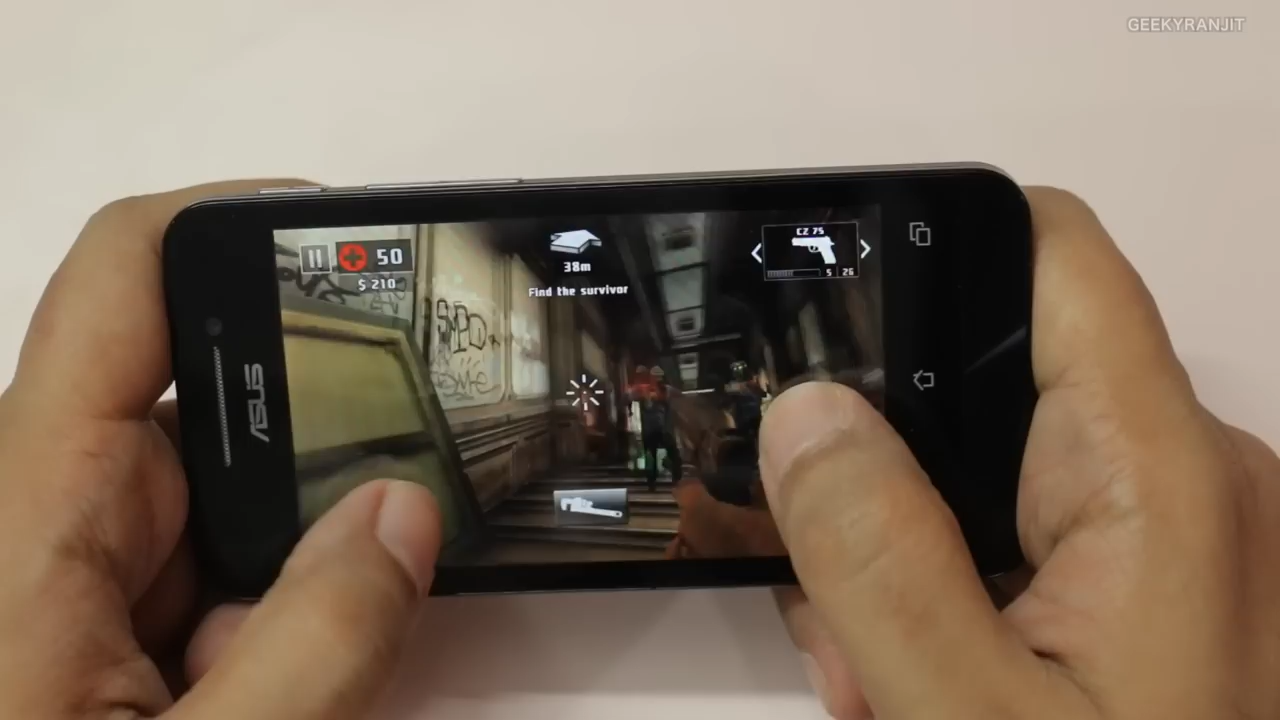 GEEKYRANJIT
50
$ 210
38m
Find the survivor
CZ 75
5 26
ASUS